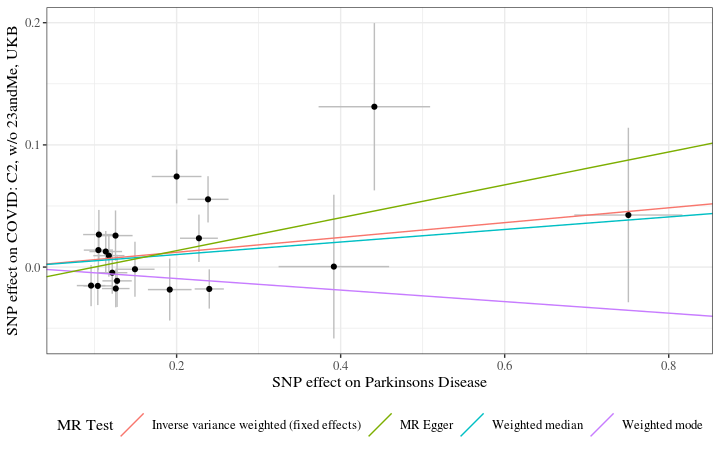 SNP effect on COVID: C2, w/o 23andMe, UKB
0.2
0.1
0.0
0.2 0.4 0.6 0.8
SNP effect on Parkinsons Disease
MR Test Inverse variance weighted (fixed effects) MR Egger Weighted median Weighted mode